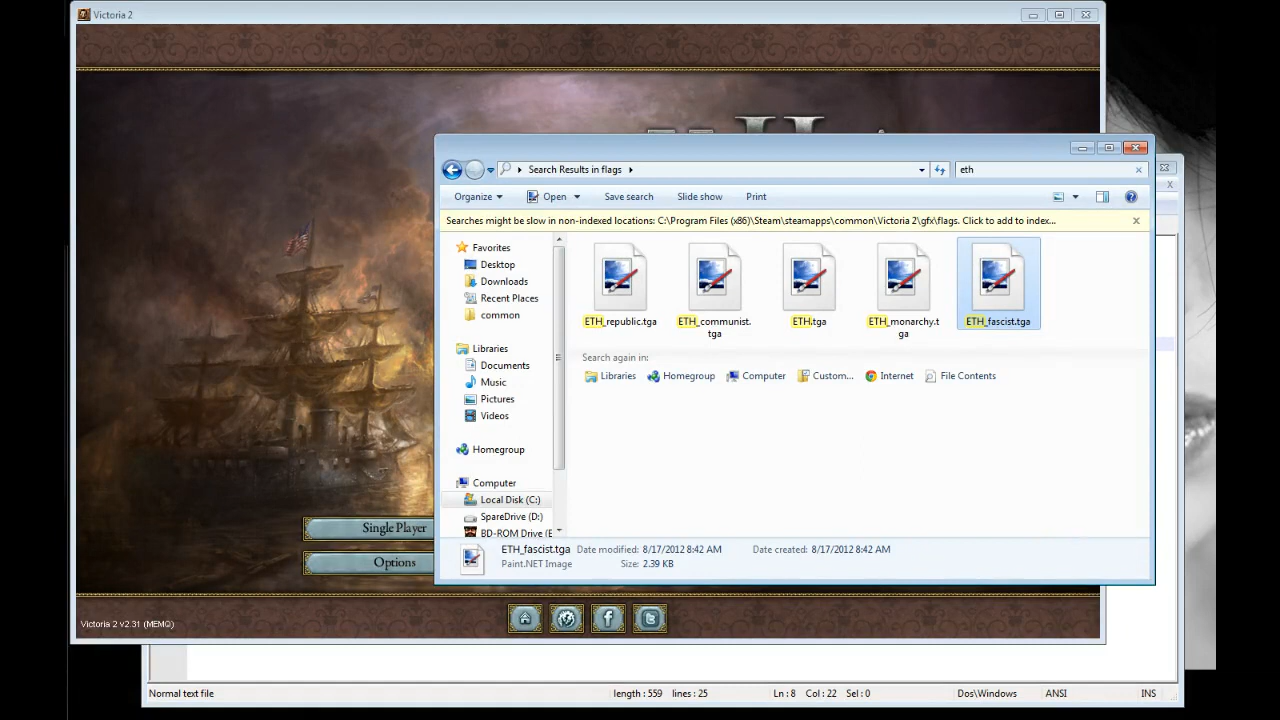 Victoria 2
II
Search Results in flags
eth
Organize
Open
Save search
Slide show
Print
Searches might be slow in non-indexed locations: C:\Program Files (x86)\Steam\steamapps\common\Victoria 2\gfx\flags. Click to add to index...
Favorites
Desktop
Downloads
Recent Places
common
Libraries
Documents
Music
Pictures
Videos
Homegroup
Computer
Local Disk (C:)
SpareDrive (D:)
BD-ROM Drive (E
ETH_republic.tga
ETH_communist.
tga
ETH.tga
ETH_monarchy.t
ga
ETH_fascist.tga
Search again in:
Libraries
Homegroup
Computer
Custom...
Internet
File Contents
ETH_fascist.tga
Date modified: 8/17/2012 8:42 AM
Date created: 8/17/2012 8:42 AM
Paint.NET Image
Size: 2.39 KB
Single Player
Options
Victoria 2 v2.31 (MEMQ)
Normal text file
length : 559
lines : 25
Ln : 8
Col : 22
Sel : 0
Dos\Windows
ANSI
INS